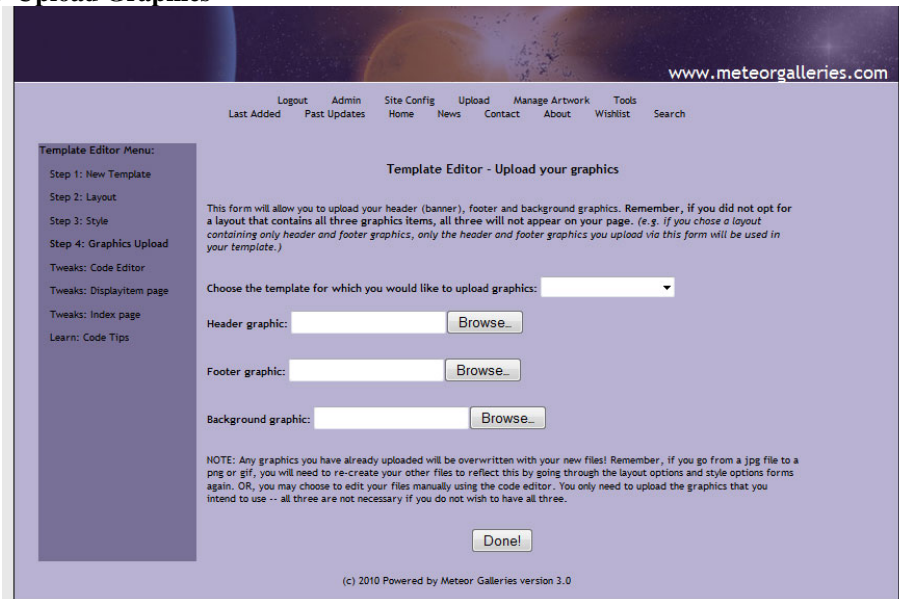 Upload Graphics
www.meteorgalleries.com
Logout Admin Site Config Upload Manage Artwork Tools
Last Added Past Updates Home News Contact About Wishlist Search
Template Editor Menu:
Step 1: New Template
Step 2: Layout
Step 3: Style
Step 4: Graphics Upload
Tweaks: Code Editor
Tweaks: Displayitem page
Tweaks: Index page
Learn: Code Tips
Template Editor - Upload your graphics
This form will allow you to upload your header (banner), footer and background graphics. Remember, if you did not opt for
a layout that contains all three graphics items, all three will not appear on your page. (e.g. if you chose a layout
containing only header and footer graphics, only the header and footer graphics you upload via this form will be used in
your template.)
Choose the template for which you would like to upload graphics:
Header graphic: Browse...
Footer graphic: Browse...
Background graphic: Browse...
NOTE: Any graphics you have already uploaded will be overwritten with your new files! Remember, if you go from a jpg file to a
png or gif, you will need to re-create your other files to reflect this by going through the layout options and style options forms
again. OR, you may choose to edit your files manually using the code editor. You only need to upload the graphics that you
intend to use -- all three are not necessary if you do not wish to have all three.
Done!
(c) 2010 Powered by Meteor Galleries version 3.0